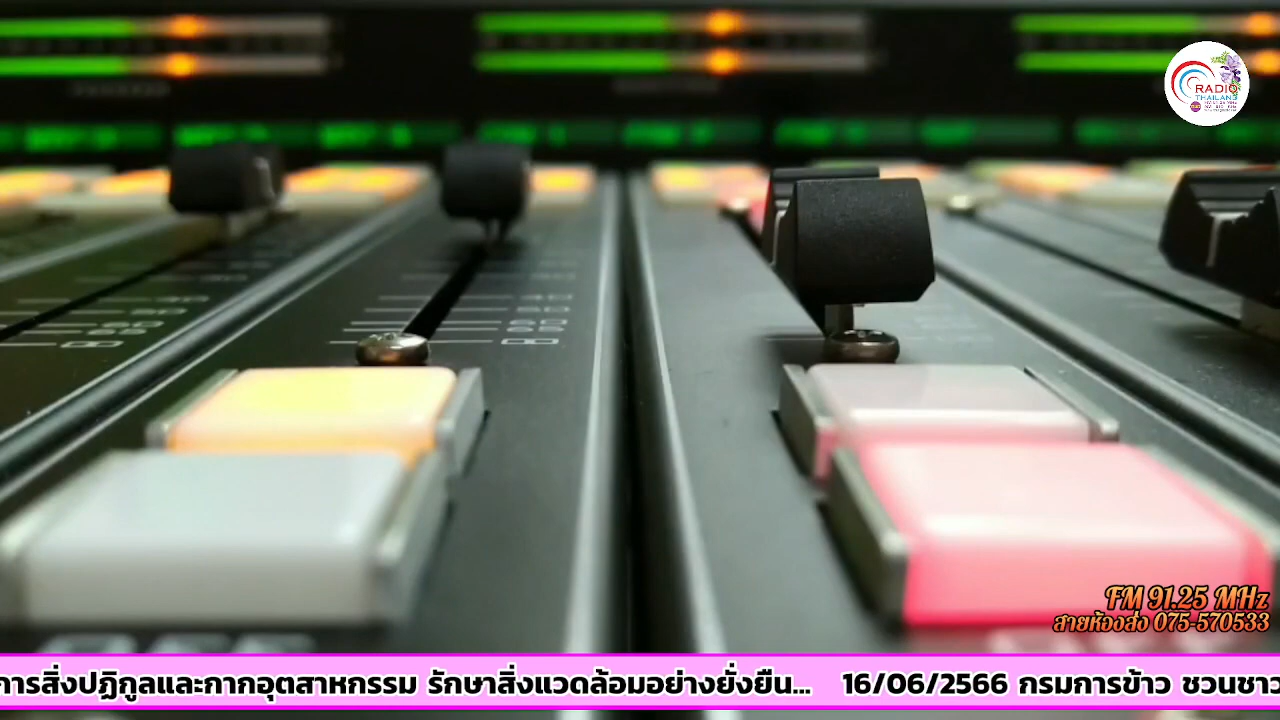 RADIO
THAILAND
FM 91.25 MHz
สายห้องส่ง 075-570533
การสิ่งปฏิกูลและกากอุตสาหกรรม รักษาสิ่งแวดล้อมอย่างยั่งยืน... 16/06/2566 กรมการข้าว ชวนชาว